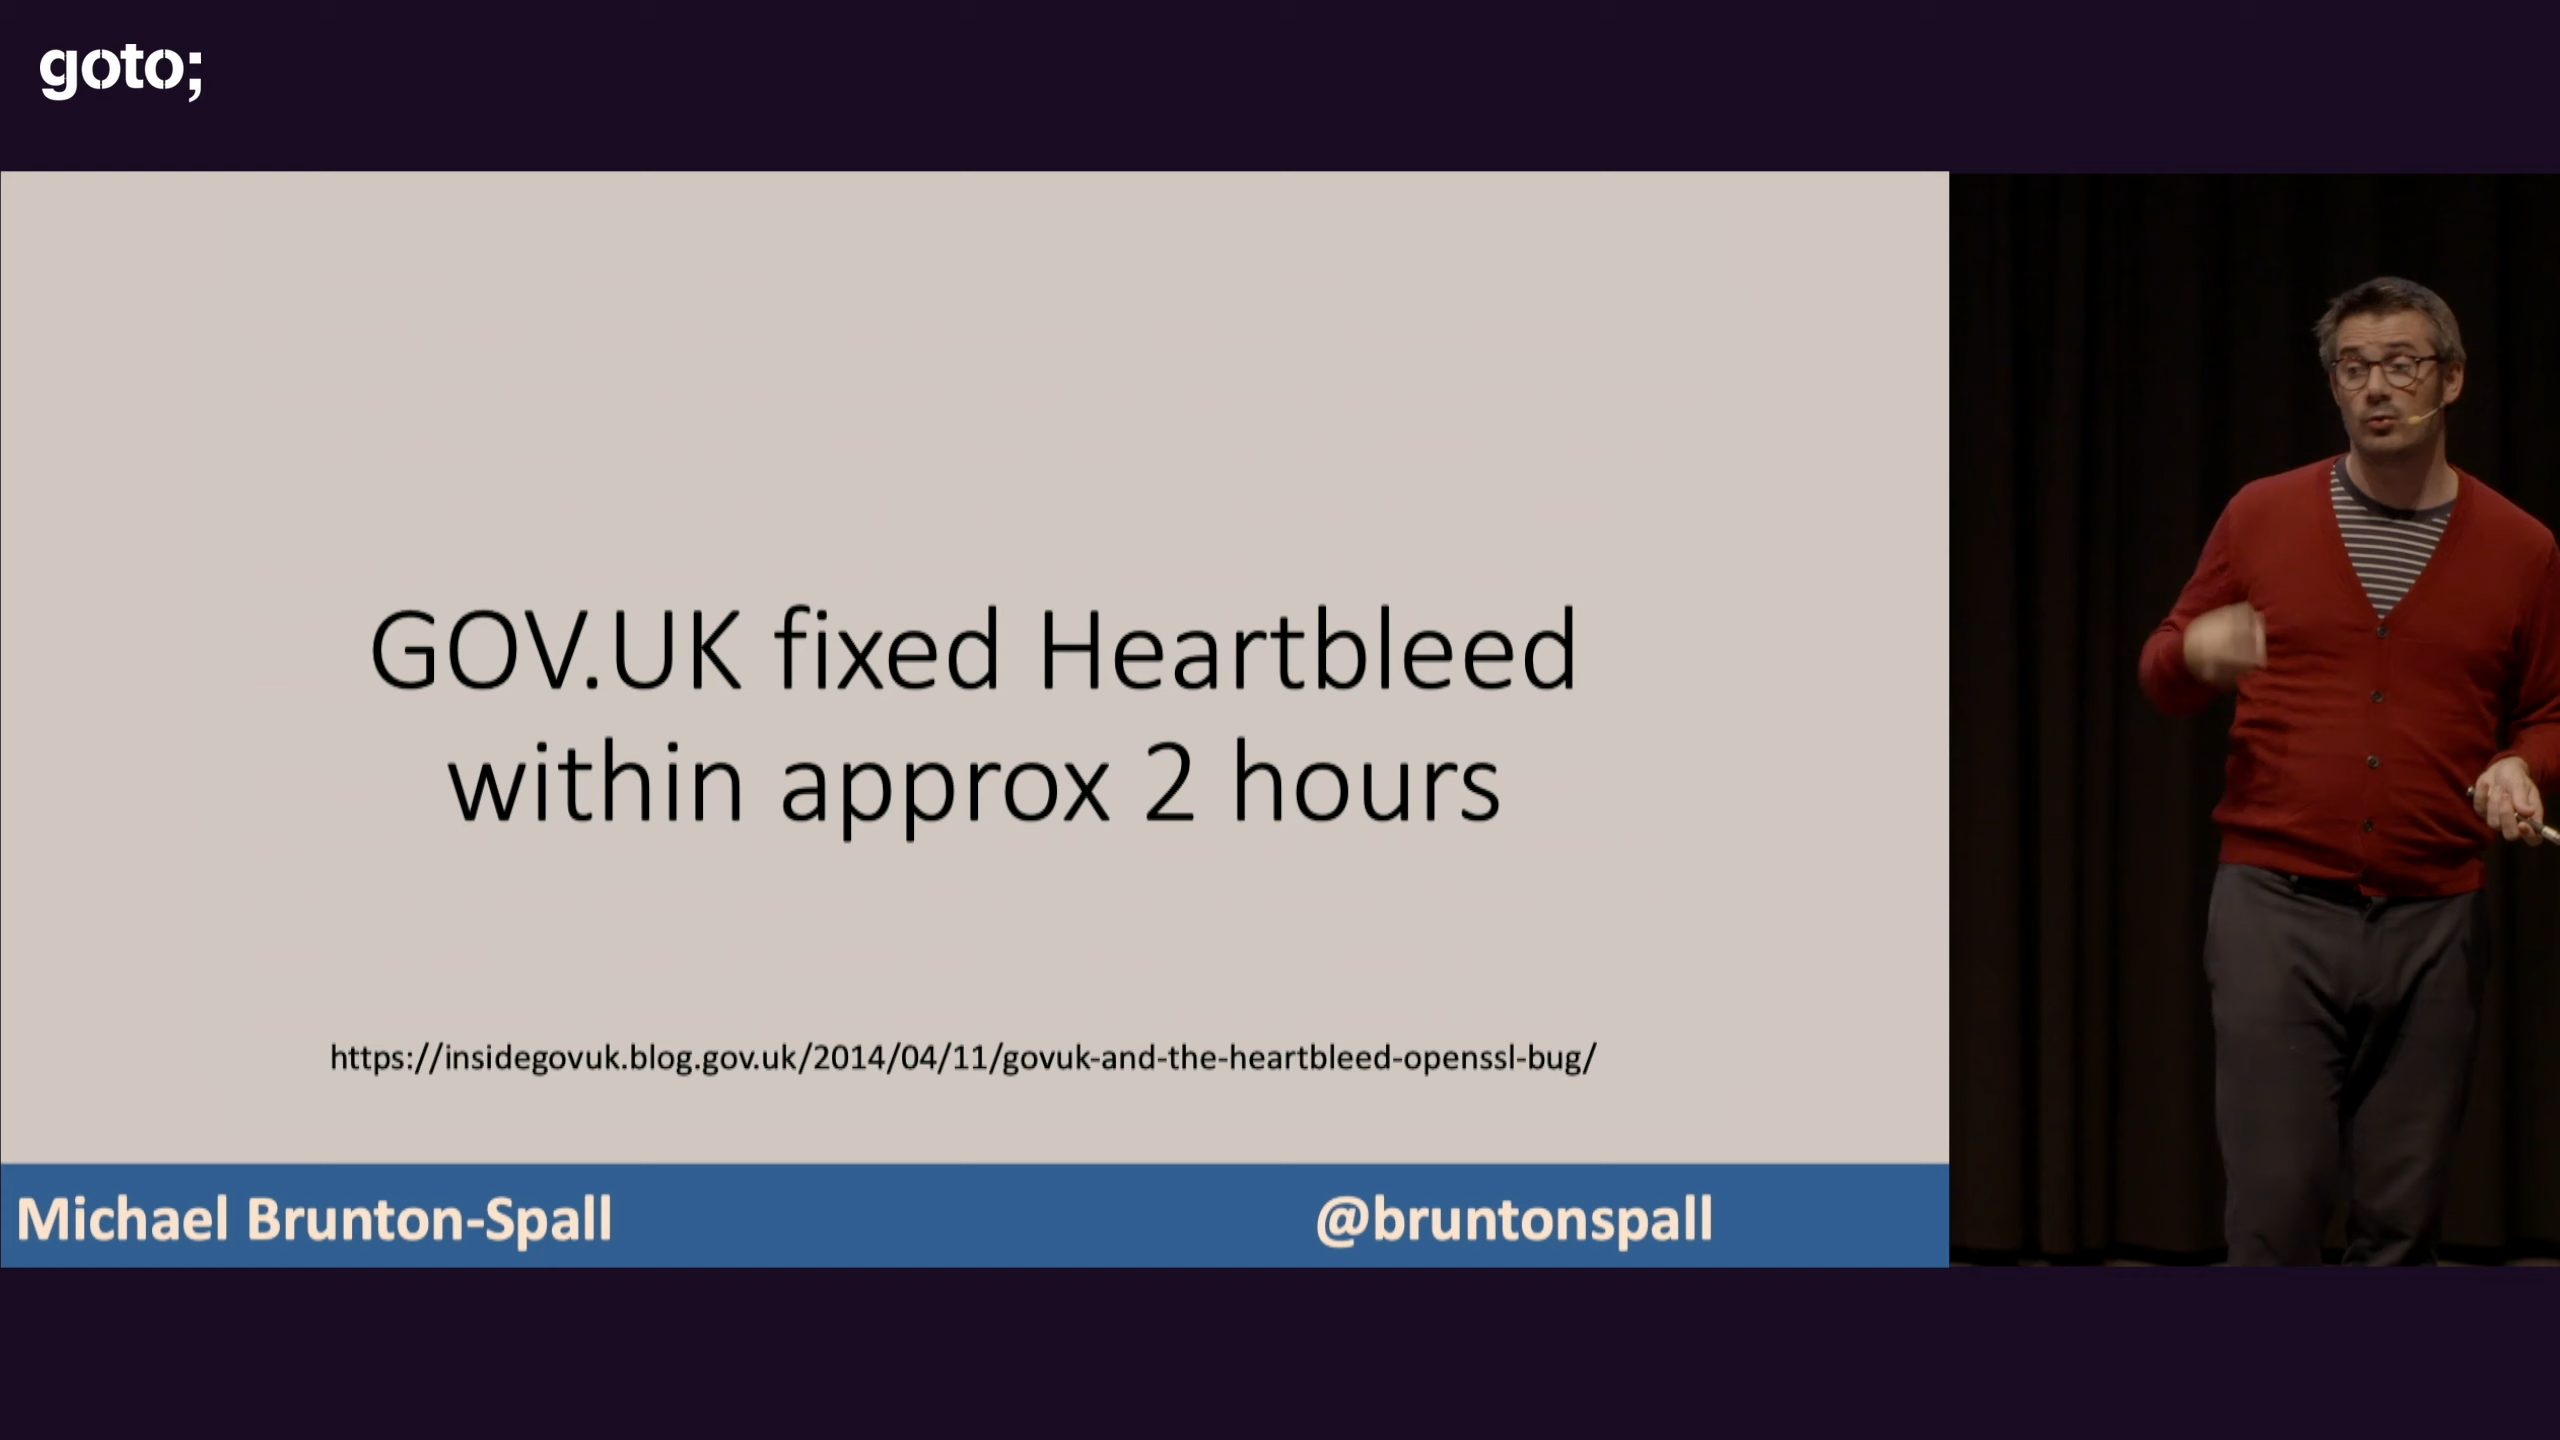 goto;
GOV.UK fixed Heartbleed
within approx 2 hours
https://insidegovuk.blog.gov.uk/2014/04/11/govuk-and-the-heartbleed-openssl-bug/
Michael Brunton-Spall @bruntonspall